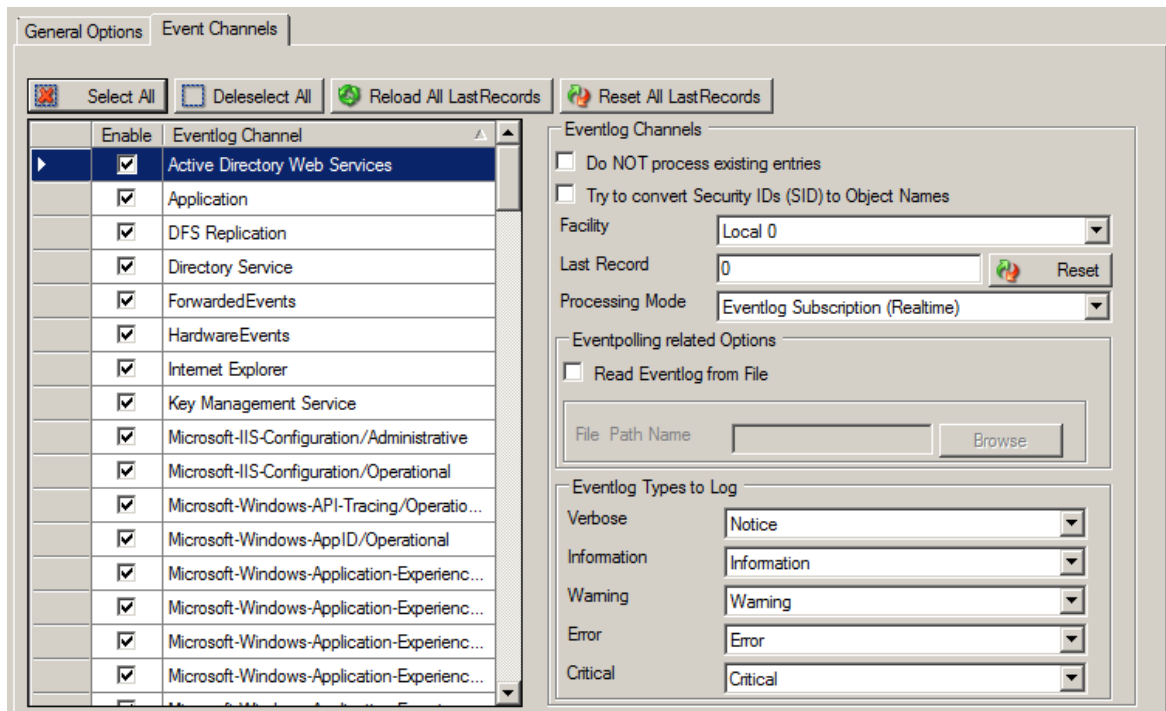 General Options Event Channels
Select All Deleselect All Reload All LastRecords Reset All LastRecords
Enable Eventlog Channel
Active Directory Web Services
Application
DFS Replication
Directory Service
ForwardedEvents
HardwareEvents
Internet Explorer
Key Management Service
Microsoft-IIS-Configuration/Administrative
Microsoft-IIS-Configuration/Operational
Microsoft-Windows-API-Tracing/Operatio...
Microsoft-Windows-AppID/Operational
Microsoft-Windows-Application-Experienc...
Microsoft-Windows-Application-Experienc...
Microsoft-Windows-Application-Experienc...
Microsoft-Windows-Application-Experienc...
Eventlog Channels
Do NOT process existing entries
Try to convert Security IDs (SID) to Object Names
Facility Local 0
Last Record 0 Reset
Processing Mode Eventlog Subscription (Realtime)
Eventpolling related Options
Read Eventlog from File
File Path Name Browse
Eventlog Types to Log
Verbose Notice
Information Information
Warning Warning
Error Error
Critical Critical